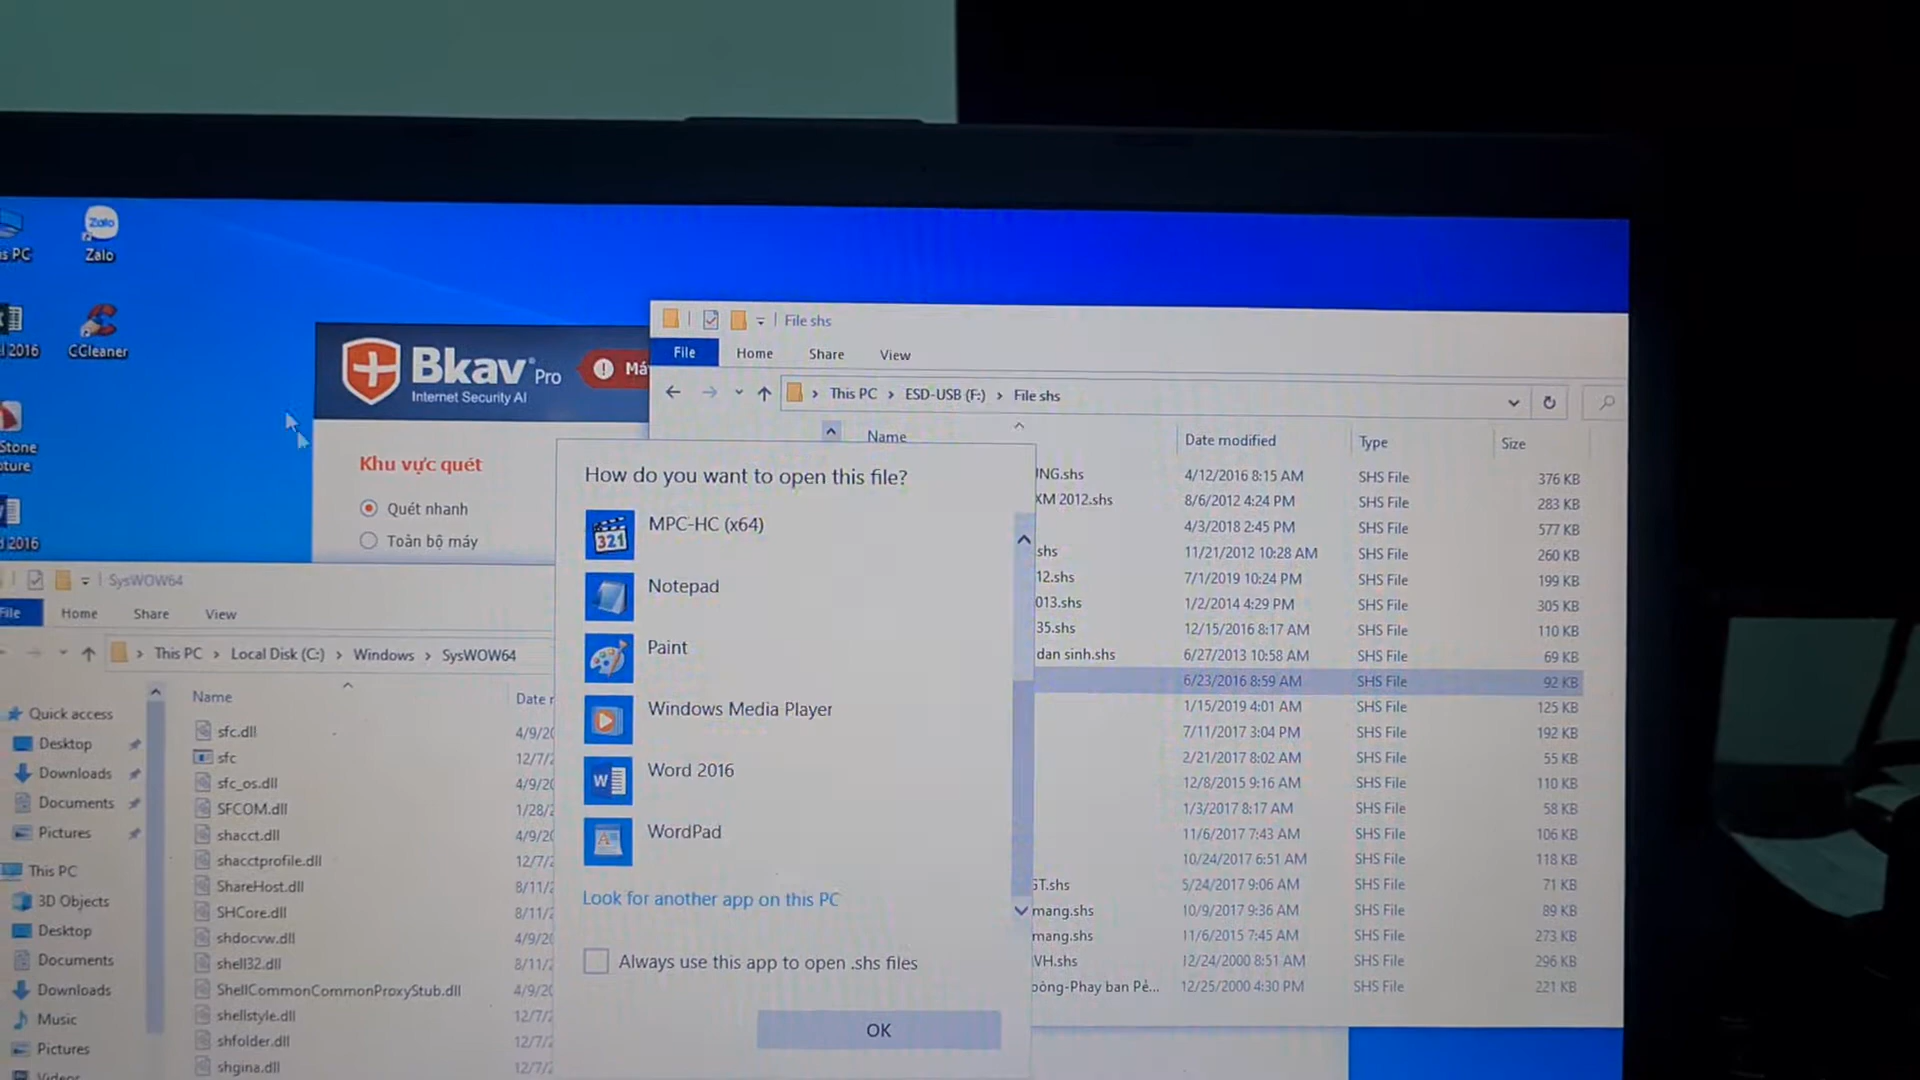 Zalo
Zalo
CCleaner
2016
2016
Bkav Pro
Internet Security AI
Khu vực quét
Quét nhanh
Toàn bộ máy
File shs
File Home Share View
This PC > ESD-USB (F:) > File shs
Name Date modified Type Size
NG.shs 4/12/2016 8:15 AM SHS File 376 KB
XM 2012.shs 8/6/2012 4:24 PM SHS File 283 KB
4/3/2018 2:45 PM SHS File 577 KB
.shs 11/21/2012 10:28 AM SHS File 260 KB
12.shs 7/1/2019 10:24 PM SHS File 199 KB
013.shs 1/2/2014 4:29 PM SHS File 305 KB
35.shs 12/15/2016 8:17 AM SHS File 110 KB
dan sinh.shs 6/27/2013 10:58 AM SHS File 69 KB
6/23/2016 8:59 AM SHS File 92 KB
1/15/2019 4:01 AM SHS File 125 KB
7/11/2017 3:04 PM SHS File 192 KB
2/21/2017 8:02 AM SHS File 55 KB
12/8/2015 9:16 AM SHS File 110 KB
1/3/2017 8:17 AM SHS File 58 KB
11/6/2017 7:43 AM SHS File 106 KB
10/24/2017 6:51 AM SHS File 118 KB
GT.shs 5/24/2017 9:06 AM SHS File 71 KB
mang.shs 10/9/2017 9:36 AM SHS File 89 KB
mang.shs 11/6/2015 7:45 AM SHS File 273 KB
VH.shs 12/24/2000 8:51 AM SHS File 296 KB
12/25/2000 4:30 PM SHS File 221 KB
How do you want to open this file?
MPC-HC (x64)
321
Notepad
Paint
Windows Media Player
Word 2016
WordPad
Look for another app on this PC
Always use this app to open .shs files
OK
SysWOW64
File Home Share View
This PC > Local Disk (C:) > Windows > SysWOW64
Quick access
Desktop
Downloads
Documents
Pictures
This PC
3D Objects
Desktop
Documents
Downloads
Music
Pictures
Videos
Name
sfc.dll
sfc
sfc_os.dll
SFCOM.dll
shacct.dll
shacctprofile.dll
ShareHost.dll
SHCore.dll
shdocvw.dll
shell32.dll
ShellCommonCommonProxyStub.dll
shellstyle.dll
shfolder.dll
shgina.dll